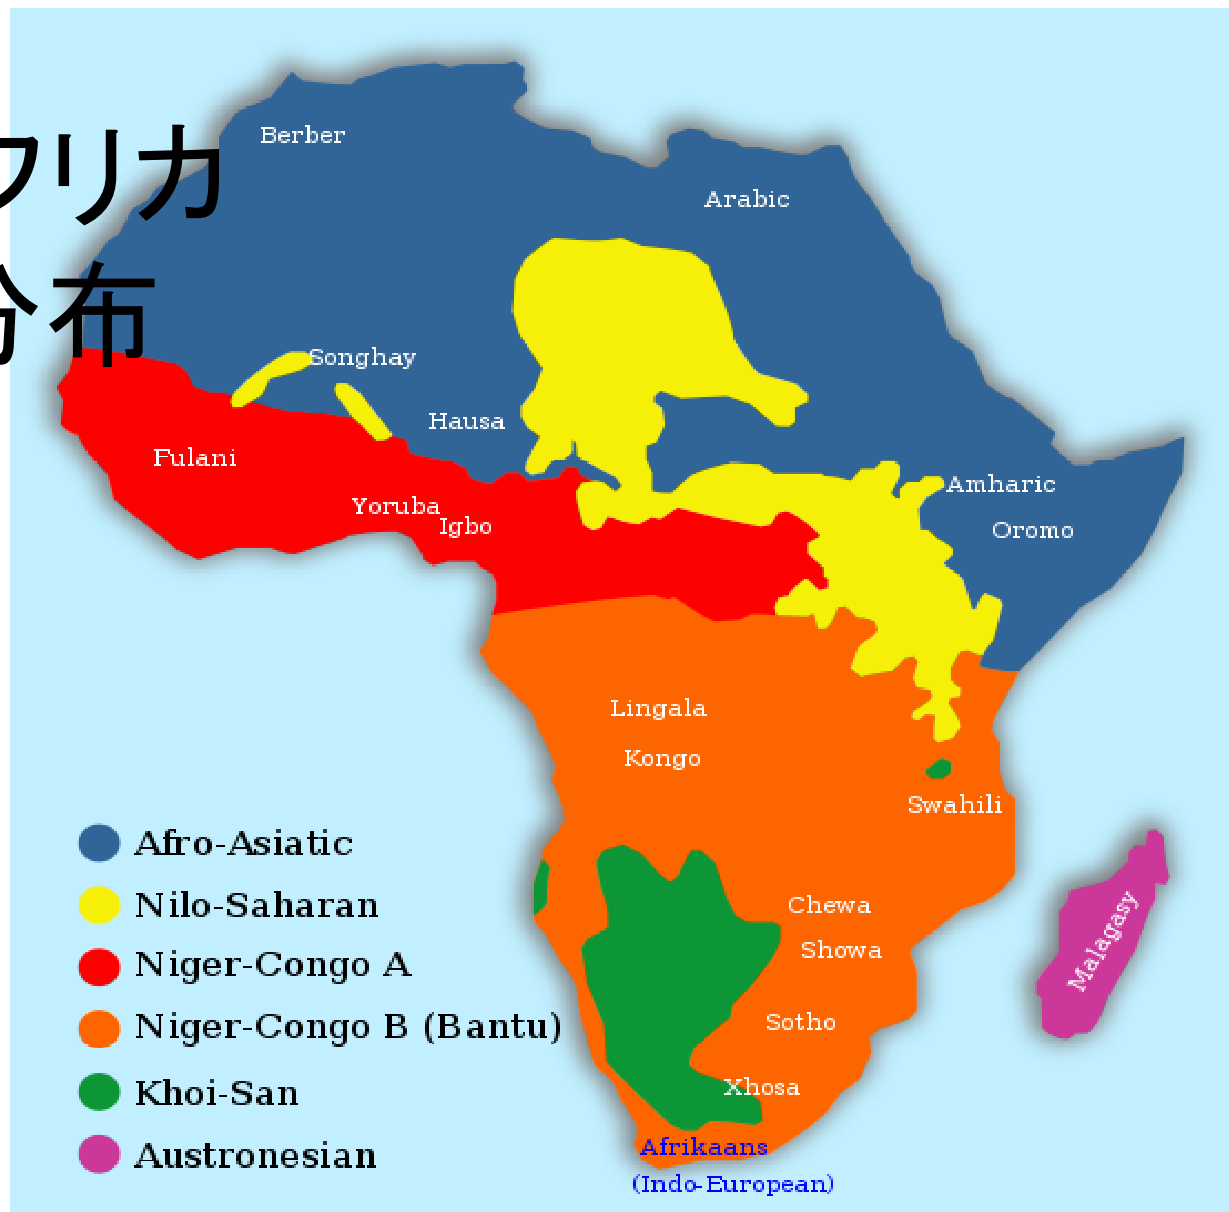 フリカ
分布
Berber
Arabic
Songhay
Hausa
Fulani
Yoruba
Igbo
Amharic
Oromo
Lingala
Kongo
Swahili
Chewa
Showa
Sotho
Xhosa
Malagasy
Afrikaans
(Indo-European)
Afro-Asiatic
Nilo-Saharan
Niger-Congo A
Niger-Congo B (Bantu)
Khoi-San
Austronesian